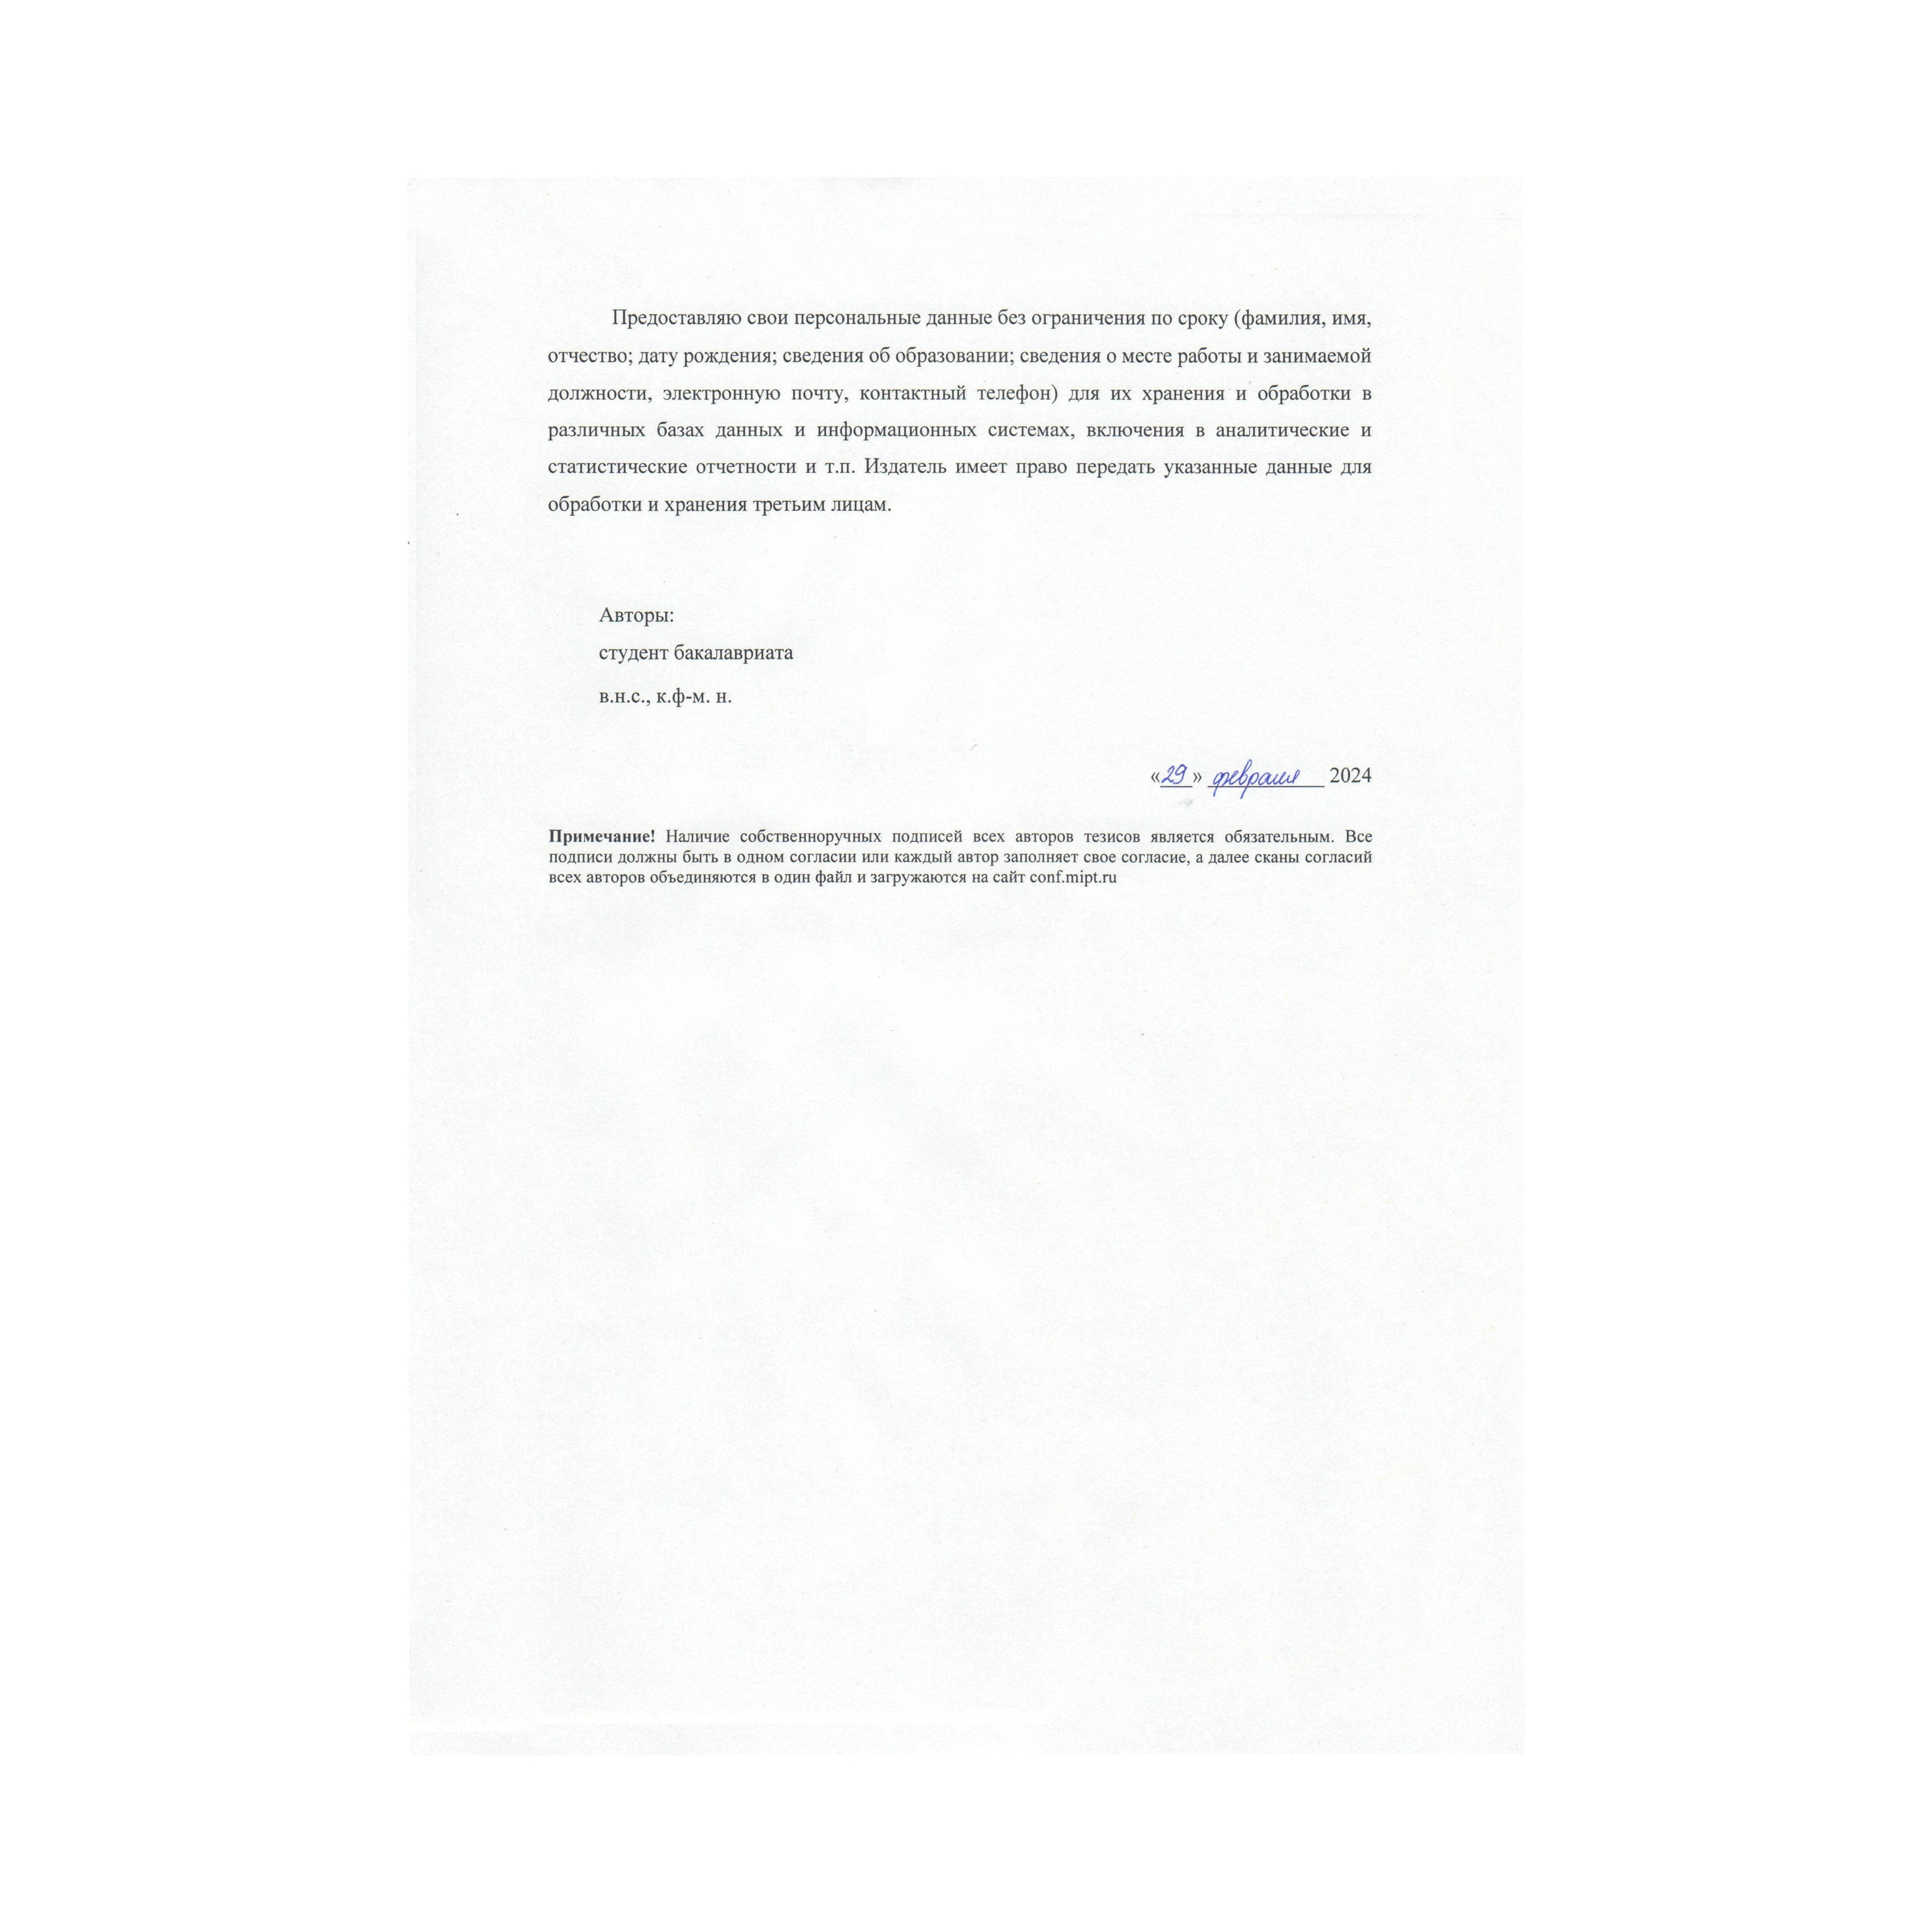 Предоставляю свои персональные данные без ограничения по сроку (фамилия, имя,
отчество; дату рождения; сведения об образовании; сведения о месте работы и занимаемой
должности, электронную почту, контактный телефон) для их хранения и обработки в
различных базах данных и информационных системах, включения в аналитические и
статистические отчетности и т.п. Издатель имеет право передать указанные данные для
обработки и хранения третьим лицам.
Авторы:
студент бакалавриата
в.н.с., к.ф-м. н.
«29» февраля 2024
Примечание! Наличие собственноручных подписей всех авторов тезисов является обязательным. Все
подписи должны быть в одном согласии или каждый автор заполняет свое согласие, а далее сканы согласий
всех авторов объединяются в один файл и загружаются на сайт conf.mipt.ru